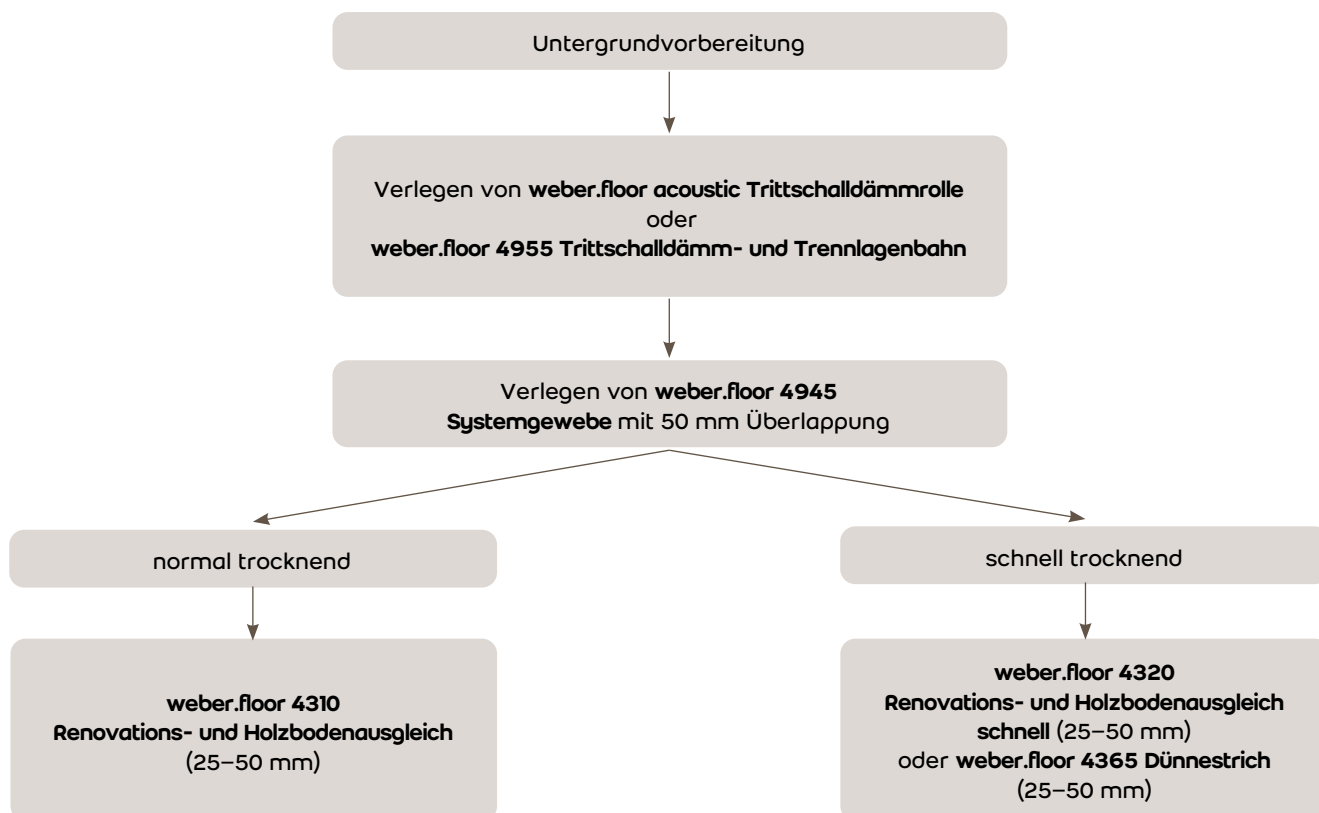 Untergrundvorbereitung
Verlegen von weber.floor acoustic Trittschalldämmrolle
oder
weber.floor 4955 Trittschalldämm- und Trennlagenbahn
Verlegen von weber.floor 4945
Systemgewebe mit 50 mm Überlappung
normal trocknend
schnell trocknend
weber.floor 4310
Renovations- und Holzbodenausgleich
(25–50 mm)
weber.floor 4320
Renovations- und Holzbodenausgleich
schnell (25–50 mm)
oder weber.floor 4365 Dünnestrich
(25–50 mm)